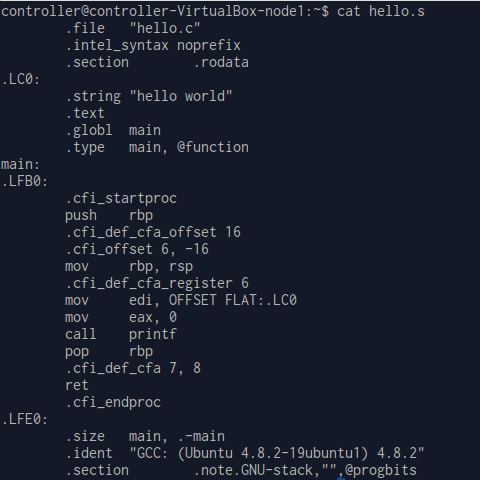 controller@controller-VirtualBox-node1:~$ cat hello.s
        .file   "hello.c"
        .intel_syntax noprefix
        .section        .rodata
.LC0:
        .string "hello world"
        .text
        .globl  main
        .type   main, @function
main:
.LFB0:
        .cfi_startproc
        push    rbp
        .cfi_def_cfa_offset 16
        .cfi_offset 6, -16
        mov     rbp, rsp
        .cfi_def_cfa_register 6
        mov     edi, OFFSET FLAT:.LC0
        mov     eax, 0
        call    printf
        pop     rbp
        .cfi_def_cfa 7, 8
        ret
        .cfi_endproc
.LFE0:
        .size   main, .-main
        .ident  "GCC: (Ubuntu 4.8.2-19ubuntu1) 4.8.2"
        .section        .note.GNU-stack,"",@progbits